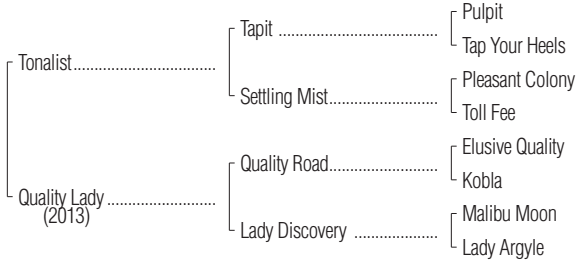 Pulpit
Tapit
Tap Your Heels
Tonalist
Pleasant Colony
Settling Mist
Toll Fee
Elusive Quality
Quality Road
Kobla
Quality Lady
(2013)
Malibu Moon
Lady Discovery
Lady Argyle